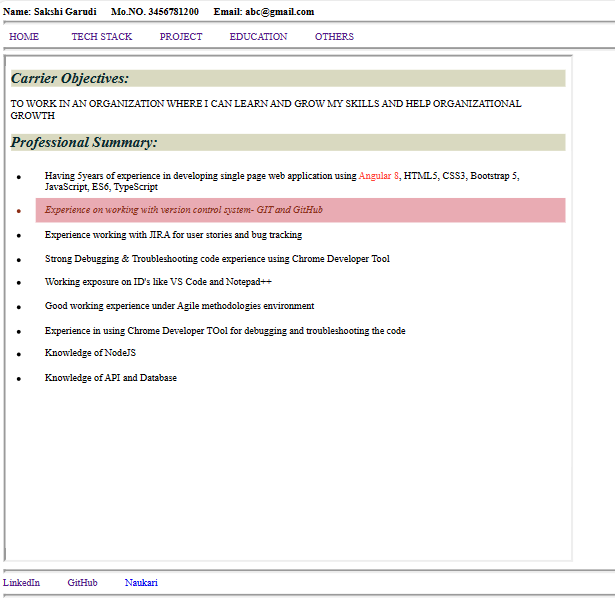 Name: Sakshi Garudi Mo.NO. 3456781200 Email: abc@gmail.com
HOME TECH STACK PROJECT EDUCATION OTHERS
Carrier Objectives:
TO WORK IN AN ORGANIZATION WHERE I CAN LEARN AND GROW MY SKILLS AND HELP ORGANIZATIONAL
GROWTH
Professional Summary:
• Having 5years of experience in developing single page web application using Angular 8, HTML5, CSS3, Bootstrap 5,
JavaScript, ES6, TypeScript
• Experience on working with version control system- GIT and GitHub
• Experience working with JIRA for user stories and bug tracking
• Strong Debugging & Troubleshooting code experience using Chrome Developer Tool
• Working exposure on ID's like VS Code and Notepad++
• Good working experience under Agile methodologies environment
• Experience in using Chrome Developer TOol for debugging and troubleshooting the code
• Knowledge of NodeJS
• Knowledge of API and Database
LinkedIn GitHub Naukari